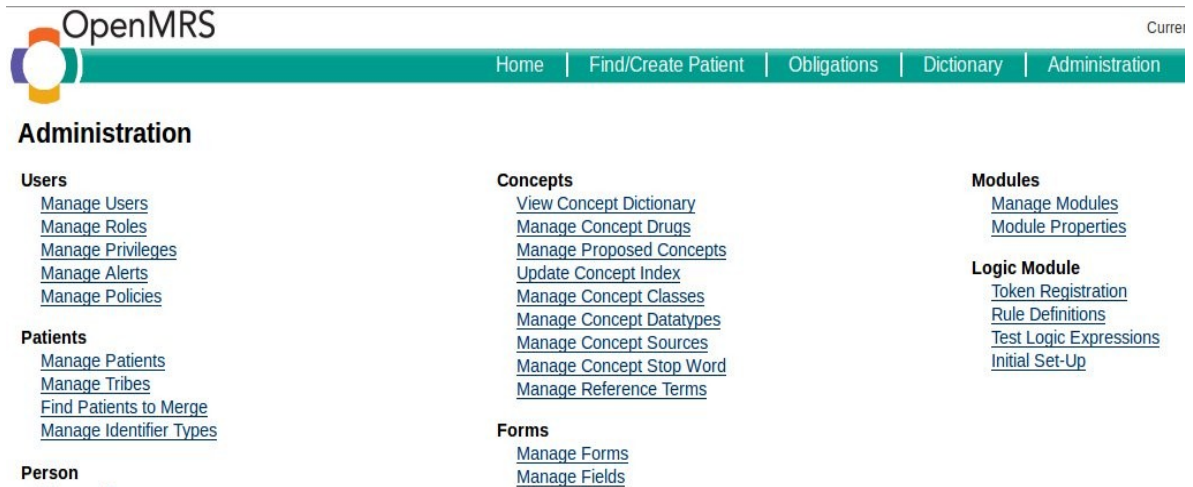 OpenMRS
Curren
Home | Find/Create Patient | Obligations | Dictionary | Administration
Administration
Users
Manage Users
Manage Roles
Manage Privileges
Manage Alerts
Manage Policies
Patients
Manage Patients
Manage Tribes
Find Patients to Merge
Manage Identifier Types
Person
Concepts
View Concept Dictionary
Manage Concept Drugs
Manage Proposed Concepts
Update Concept Index
Manage Concept Classes
Manage Concept Datatypes
Manage Concept Sources
Manage Concept Stop Word
Manage Reference Terms
Forms
Manage Forms
Manage Fields
Modules
Manage Modules
Module Properties
Logic Module
Token Registration
Rule Definitions
Test Logic Expressions
Initial Set-Up